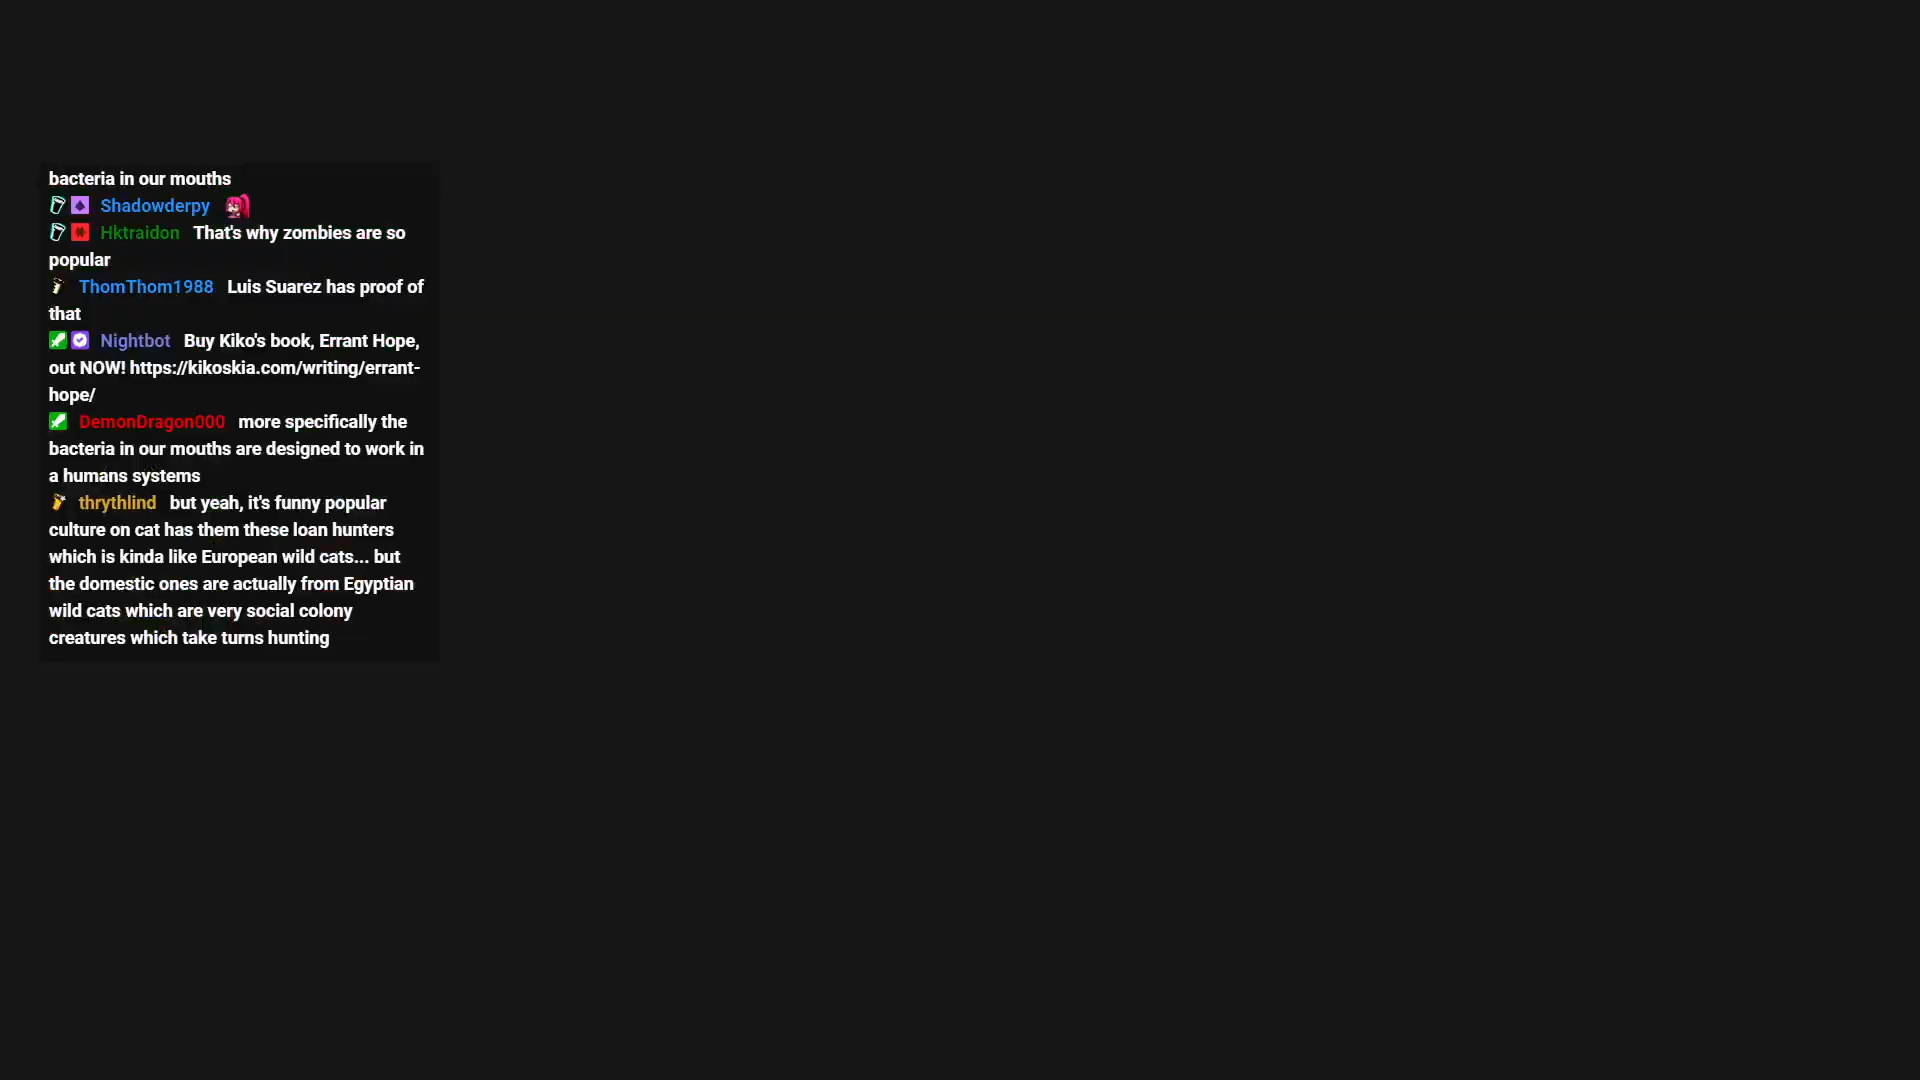 bacteria in our mouths
Shadowderpy
Hktraidon That's why zombies are so
popular
ThomThom1988 Luis Suarez has proof of
that
Nightbot Buy Kiko's book, Errant Hope,
out NOW! https://kikoskia.com/writing/errant-
hope/
DemonDragon000 more specifically the
bacteria in our mouths are designed to work in
a humans systems
thrythlind but yeah, it's funny popular
culture on cat has them these loan hunters
which is kinda like European wild cats... but
the domestic ones are actually from Egyptian
wild cats which are very social colony
creatures which take turns hunting